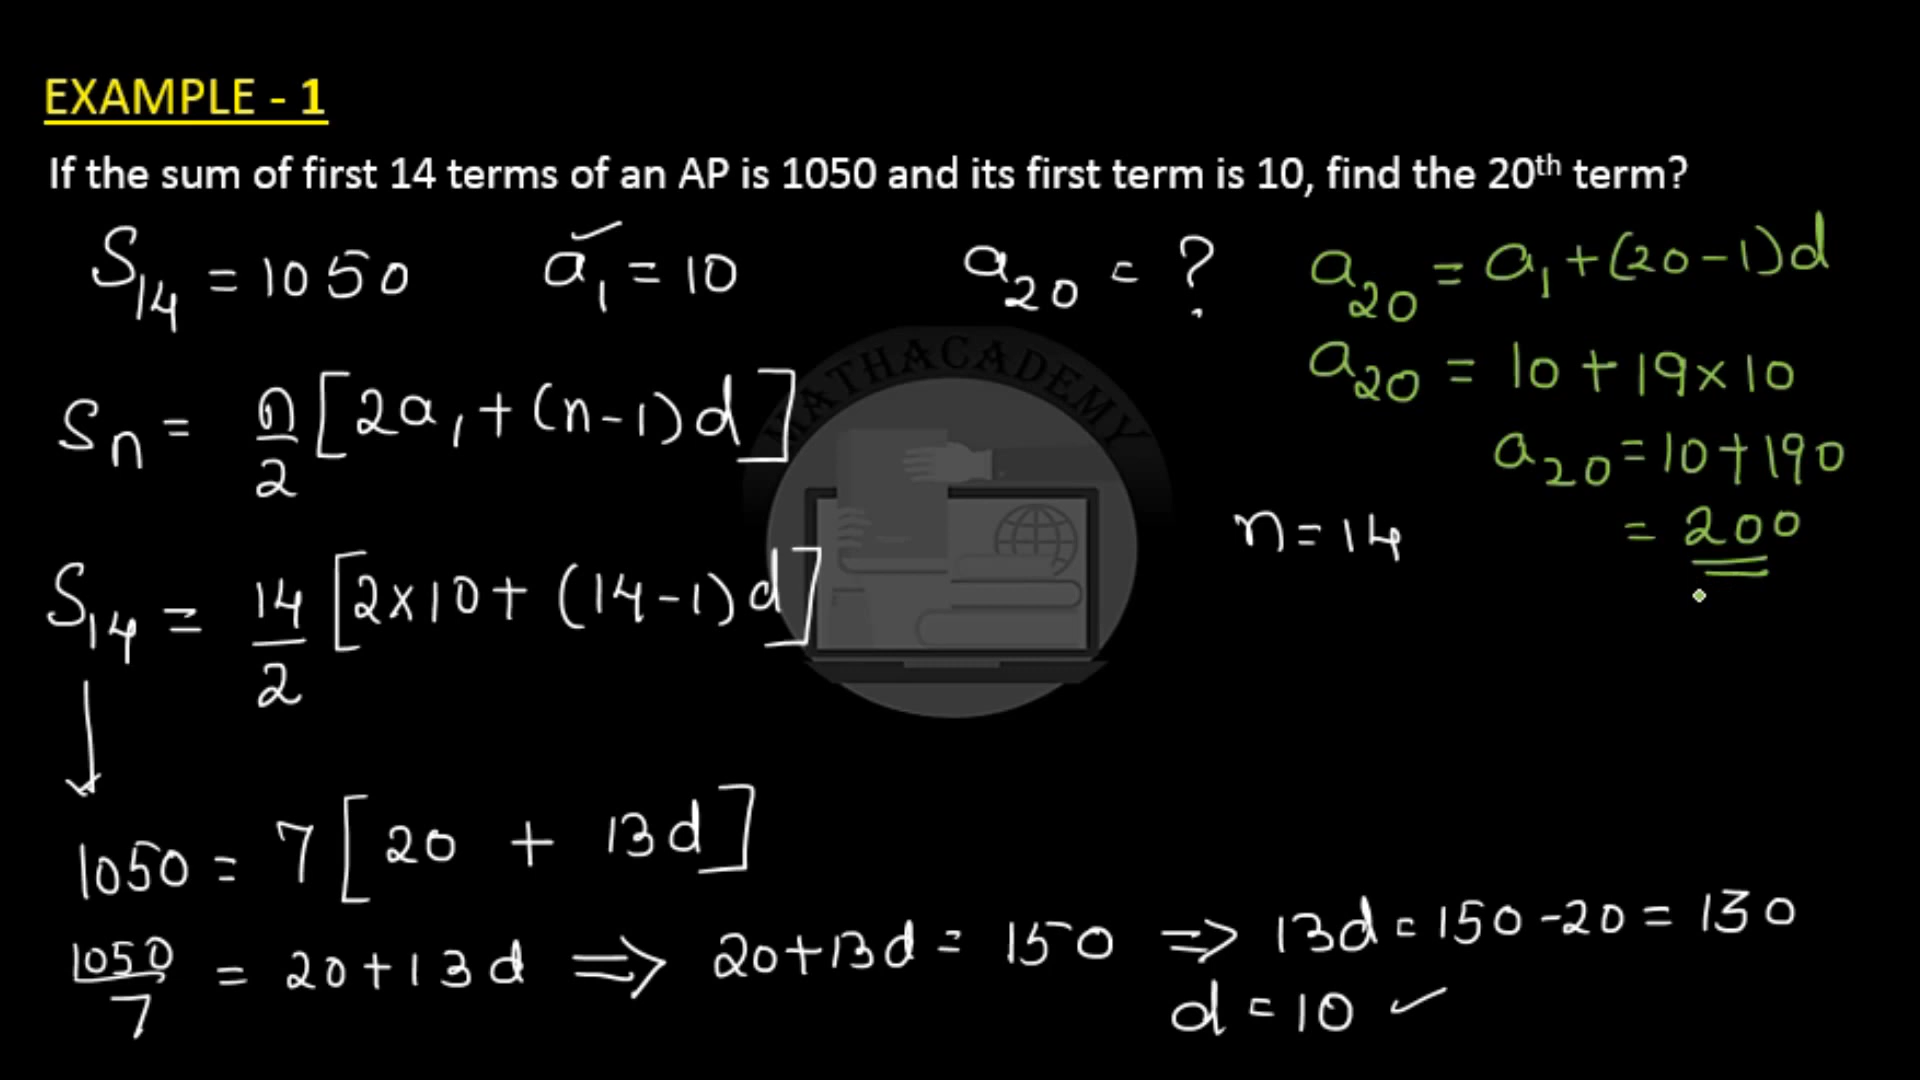 EXAMPLE - 1
If the sum of first 14 terms of an AP is 1050 and its first term is 10, find the 20th term?
S₁₄ = 1050   a₁ = 10   a₂₀ = ?
a₂₀ = a₁ + (20-1)d
a₂₀ = 10 + 19 × 10
a₂₀ = 10 + 190
= 200
Sₙ = n/2 [2a₁ + (n-1)d]
n = 14
S₁₄ = 14/2 [2×10 + (14-1)d]
1050 = 7 [20 + 13d]
1050/7 = 20 + 13d ⇒ 20 + 13d = 150 ⇒ 13d = 150 - 20 = 130
d = 10 ✓
MATHACADEMY